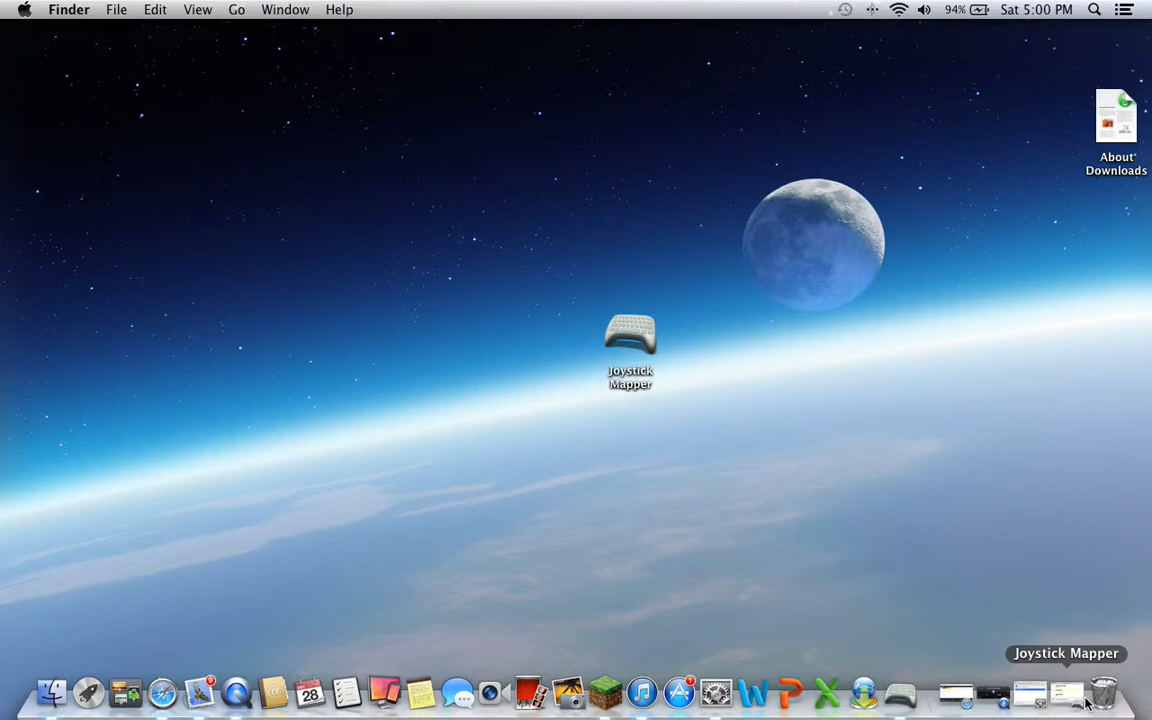 Finder File Edit View Go Window Help 94% Sat 5:00 PM
About
Downloads
Joystick
Mapper
Joystick Mapper
28
W P X